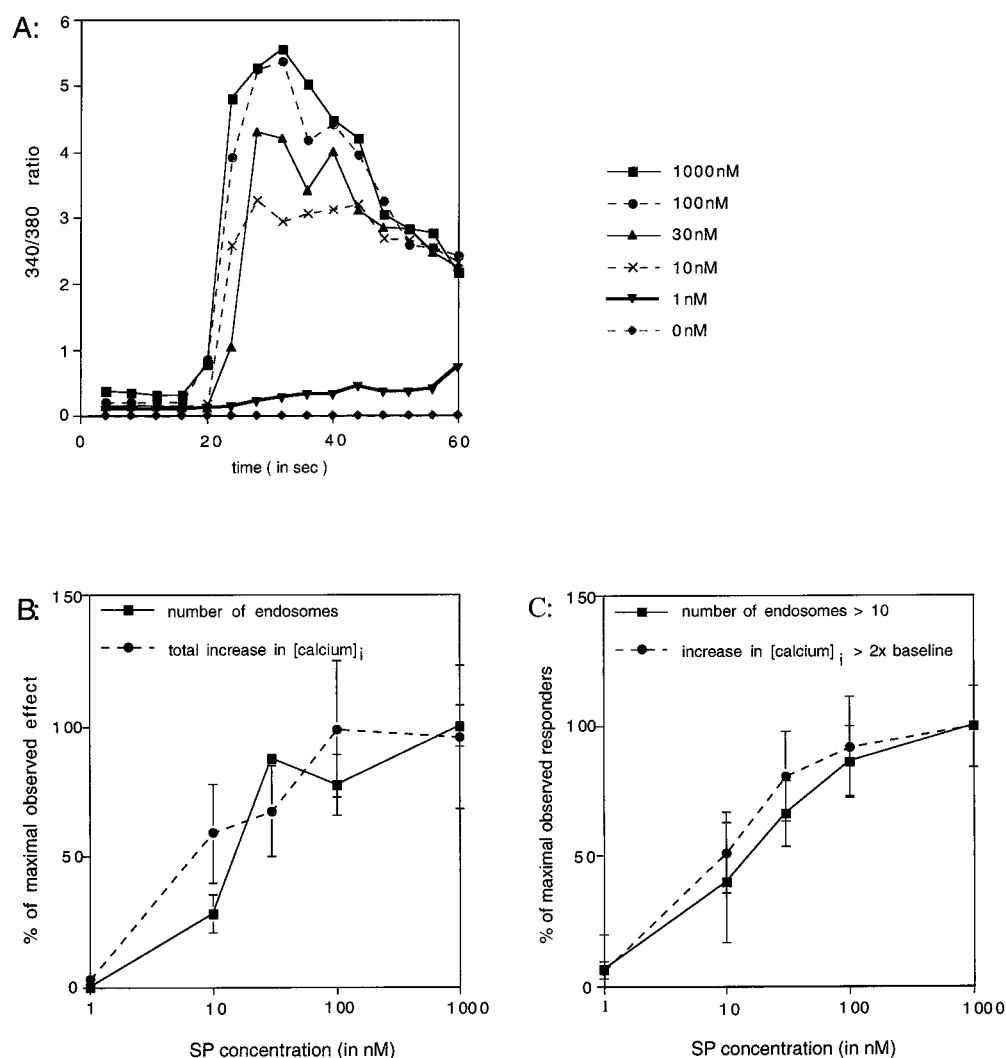 A:
6
5
4
3
2
1
0
340/380 ratio
0 20 40 60
time ( in sec )
1000nM
100nM
30nM
10nM
1nM
0nM
B:
150
100
50
0
% of maximal observed effect
number of endosomes
total increase in [calcium]i
1 10 100 1000
SP concentration (in nM)
C:
150
100
50
0
% of maximal observed responders
number of endosomes > 10
increase in [calcium] i > 2x baseline
1 10 100 1000
SP concentration (in nM)